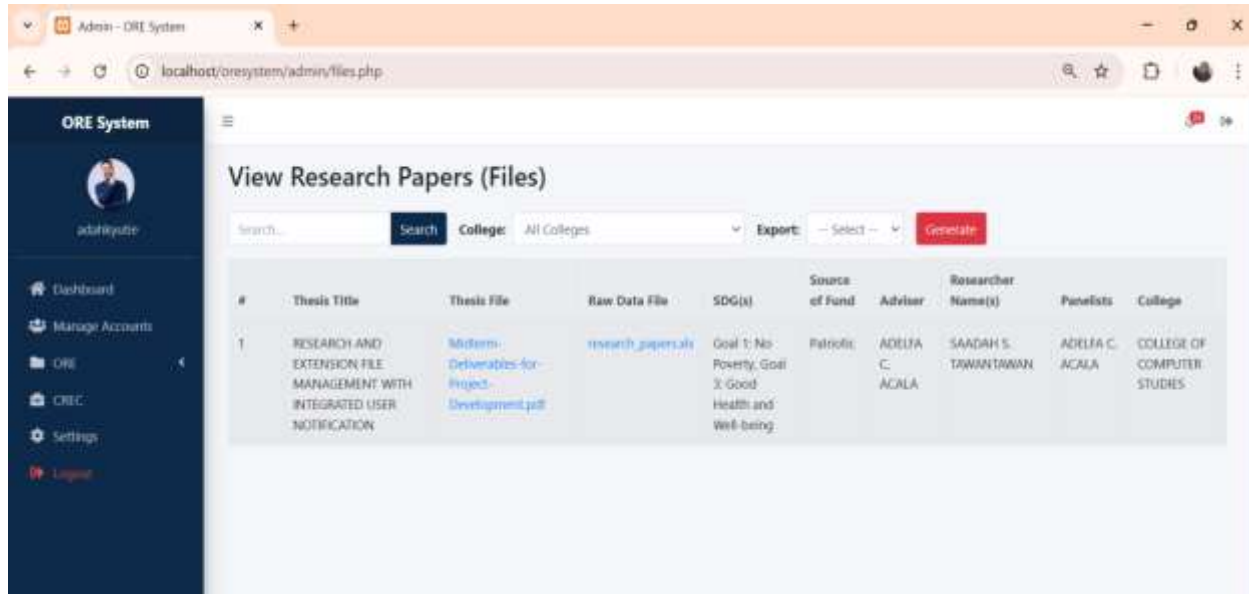 Admin - ORE System
localhost/oresystem/admin/files.php
ORE System
View Research Papers (Files)
Search... Search College: All Colleges Export: -- Select -- Generate
Dashboard
Manage Accounts
ORE
CREC
Settings
Logout
# Thesis Title Thesis File Raw Data File SDG(s) Source of Fund Adviser Researcher Name(s) Panelists College
1 RESEARCH AND Midterm- research_papers.xls Goal 1: No Patriotic ADELFA SAADAH S. ADELFA C. COLLEGE OF
EXTENSION FILE Deliverables-for- Poverty, Goal C. TAWANTAWAN ACALA COMPUTER
MANAGEMENT WITH Project- 3: Good ACALA STUDIES
INTEGRATED USER Development.pdf Health and
NOTIFICATION Well-being